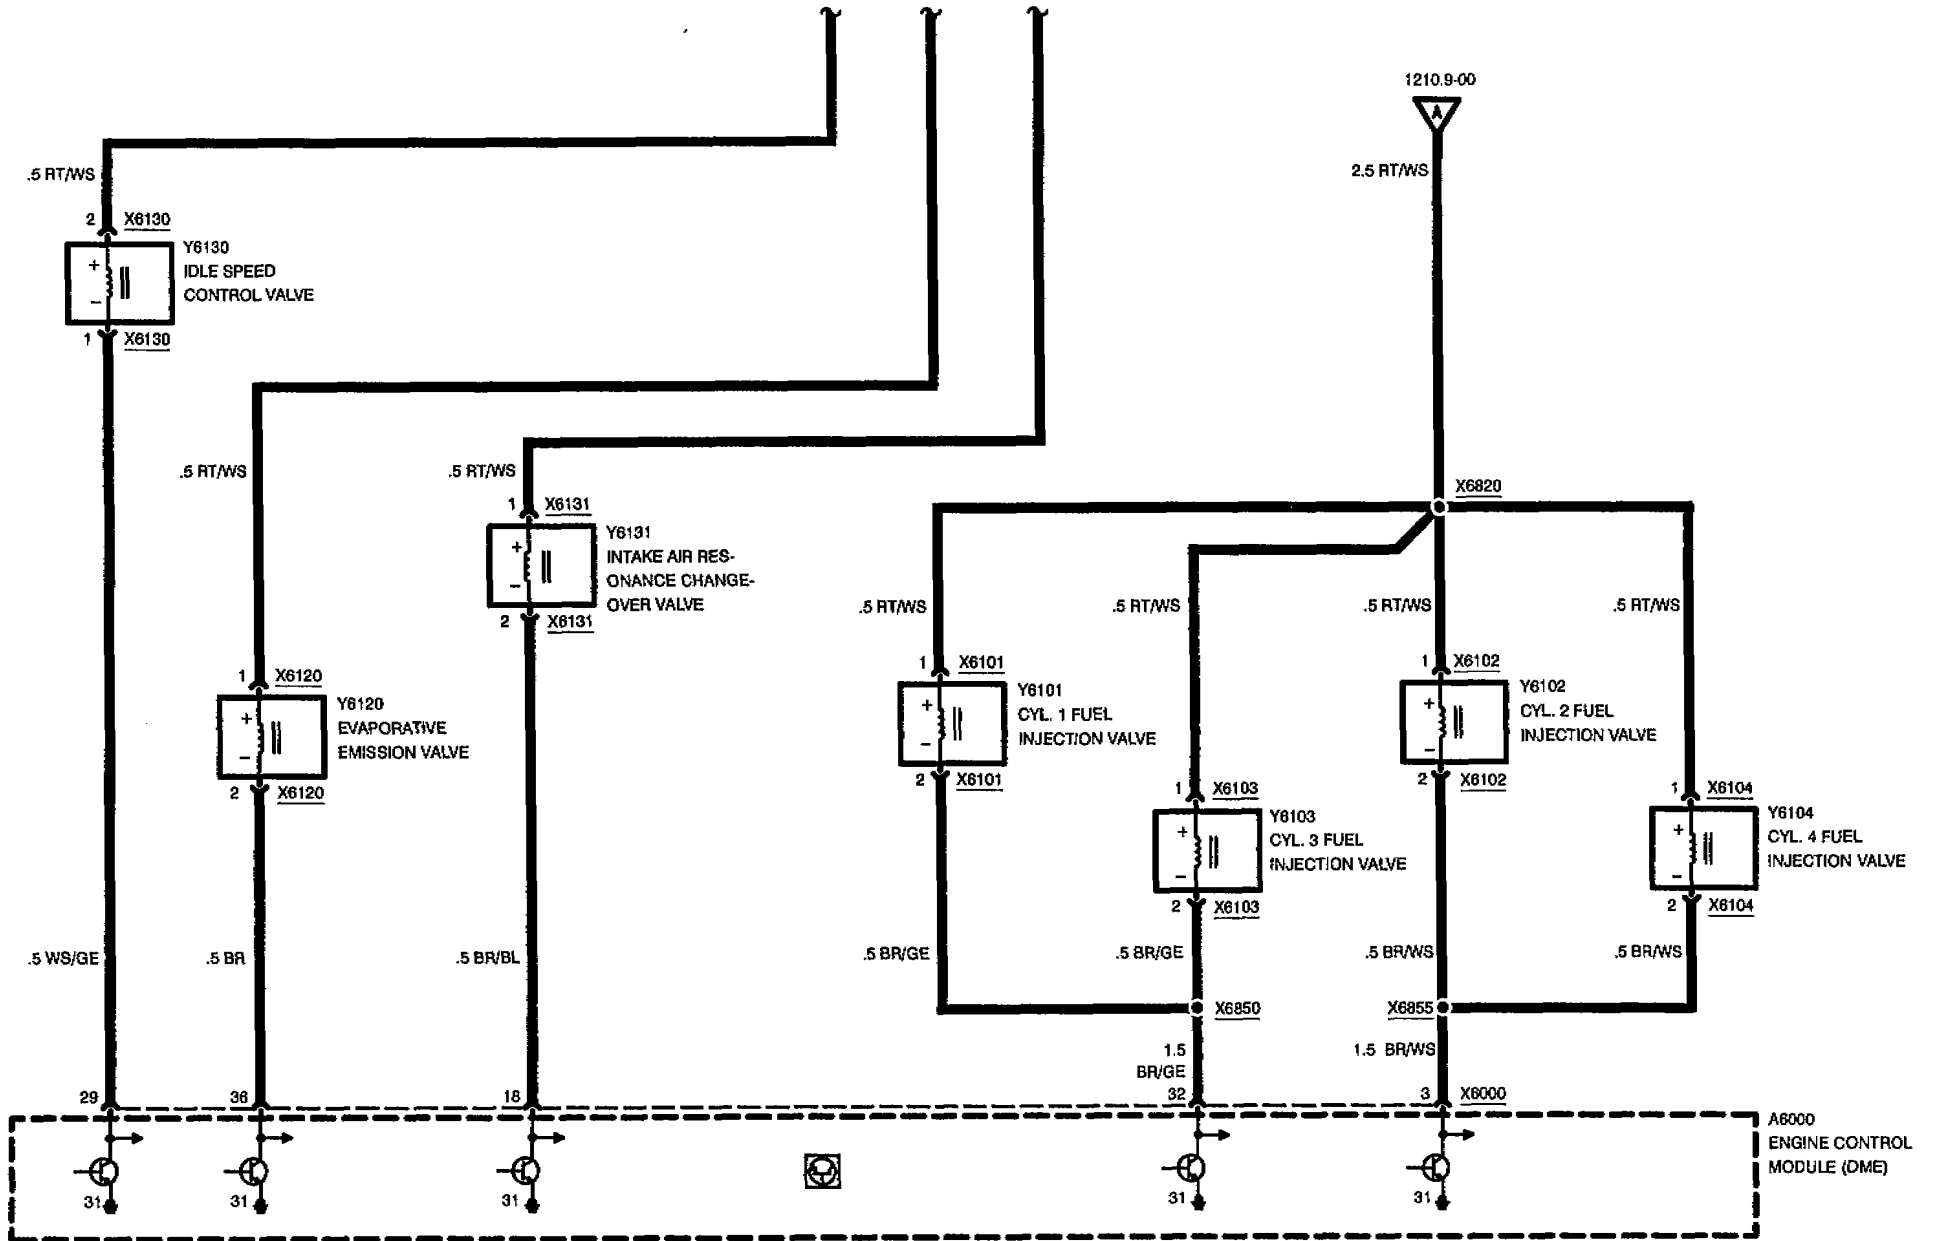 1210.9-00
A
2.5 RT/WS
.5 RT/WS
2 X6130
Y6130
IDLE SPEED
CONTROL VALVE
+
−
1 X6130
.5 RT/WS
.5 RT/WS
X6820
1 X6131
Y6131
INTAKE AIR RES-
ONANCE CHANGE-
OVER VALVE
+
−
2 X6131
.5 RT/WS
.5 RT/WS
.5 RT/WS
.5 RT/WS
1 X6120
Y6120
EVAPORATIVE
EMISSION VALVE
+
−
2 X6120
1 X6101
Y6101
CYL. 1 FUEL
INJECTION VALVE
+
−
2 X6101
1 X6102
Y6102
CYL. 2 FUEL
INJECTION VALVE
+
−
2 X6102
1 X6103
Y6103
CYL. 3 FUEL
INJECTION VALVE
+
−
2 X6103
1 X6104
Y6104
CYL. 4 FUEL
INJECTION VALVE
+
−
2 X6104
.5 WS/GE
.5 BR
.5 BR/BL
.5 BR/GE
.5 BR/GE
.5 BR/WS
.5 BR/WS
X6850
X6855
1.5
BR/GE
1.5 BR/WS
29
36
18
32
3 X6000
A6000
ENGINE CONTROL
MODULE (DME)
31
31
31
31
31